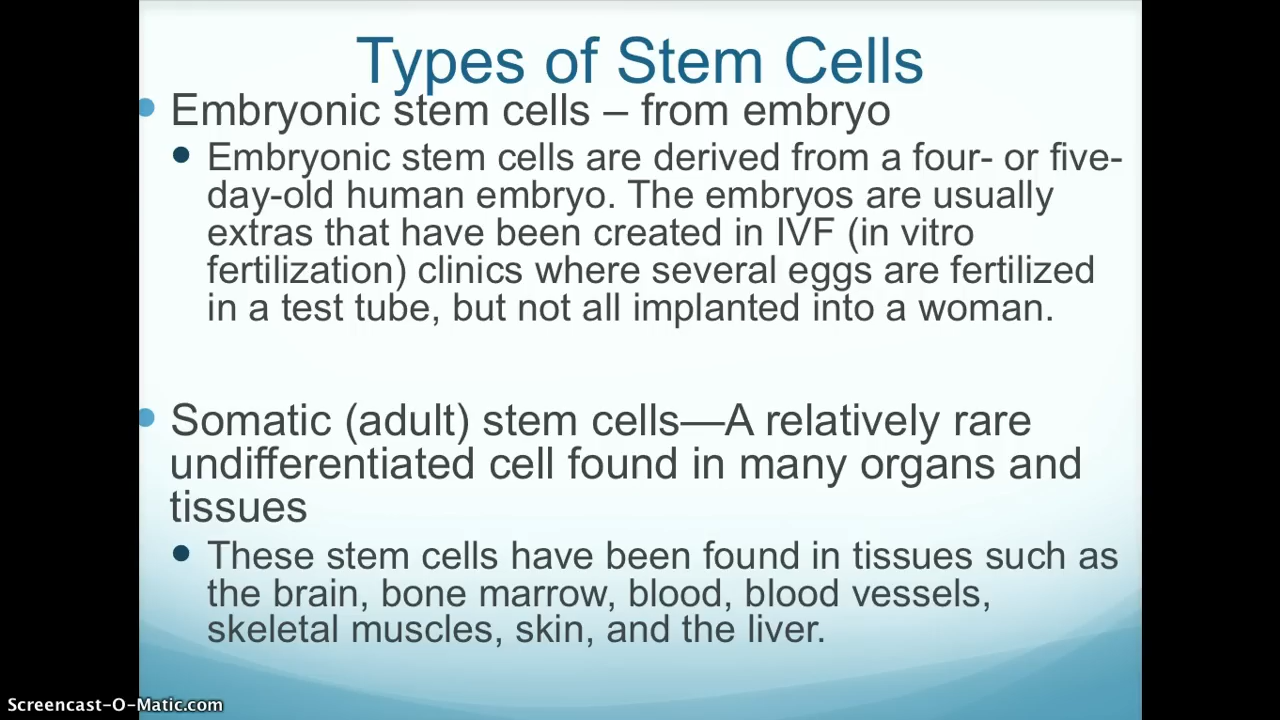 Types of Stem Cells
Embryonic stem cells – from embryo
Embryonic stem cells are derived from a four- or five-
day-old human embryo. The embryos are usually
extras that have been created in IVF (in vitro
fertilization) clinics where several eggs are fertilized
in a test tube, but not all implanted into a woman.
Somatic (adult) stem cells—A relatively rare
undifferentiated cell found in many organs and
tissues
These stem cells have been found in tissues such as
the brain, bone marrow, blood, blood vessels,
skeletal muscles, skin, and the liver.
Screencast-O-Matic.com